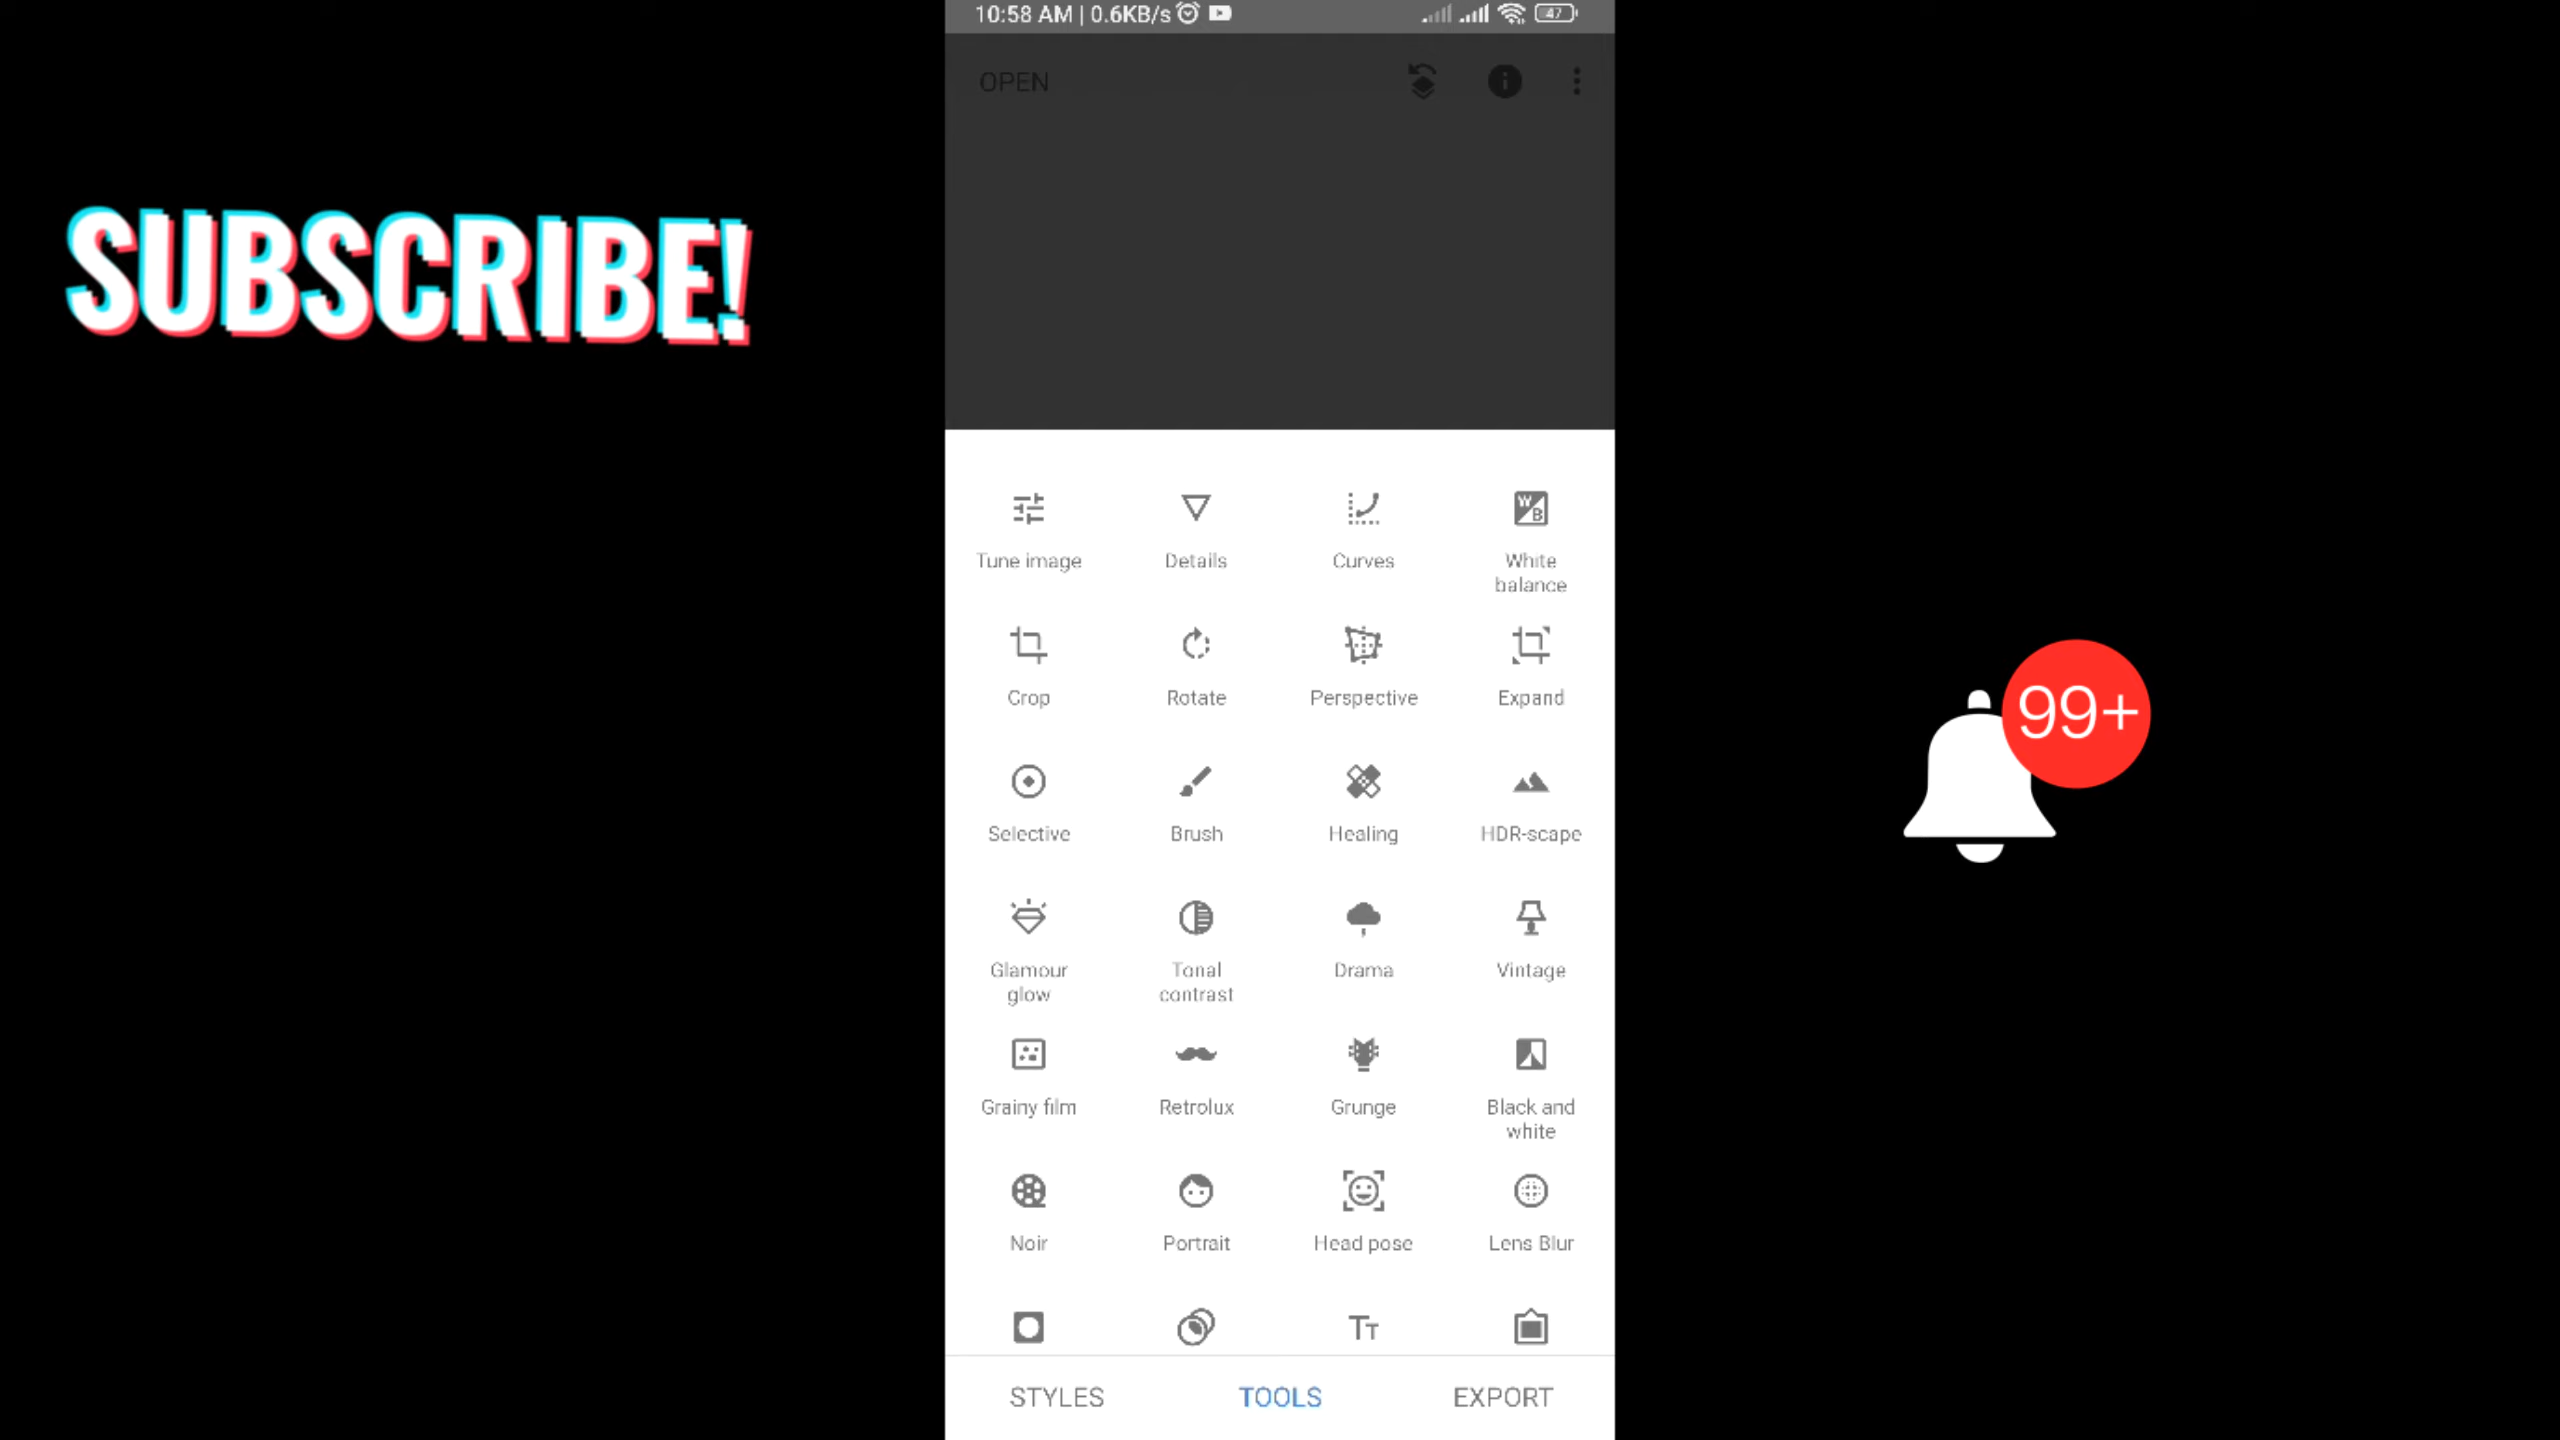 10:58 AM | 0.6KB/s
47
OPEN
SUBSCRIBE!
Tune image
Details
Curves
White
balance
Crop
Rotate
Perspective
Expand
99+
Selective
Brush
Healing
HDR-scape
Glamour
glow
Tonal
contrast
Drama
Vintage
Grainy film
Retrolux
Grunge
Black and
white
Noir
Portrait
Head pose
Lens Blur
STYLES
TOOLS
EXPORT